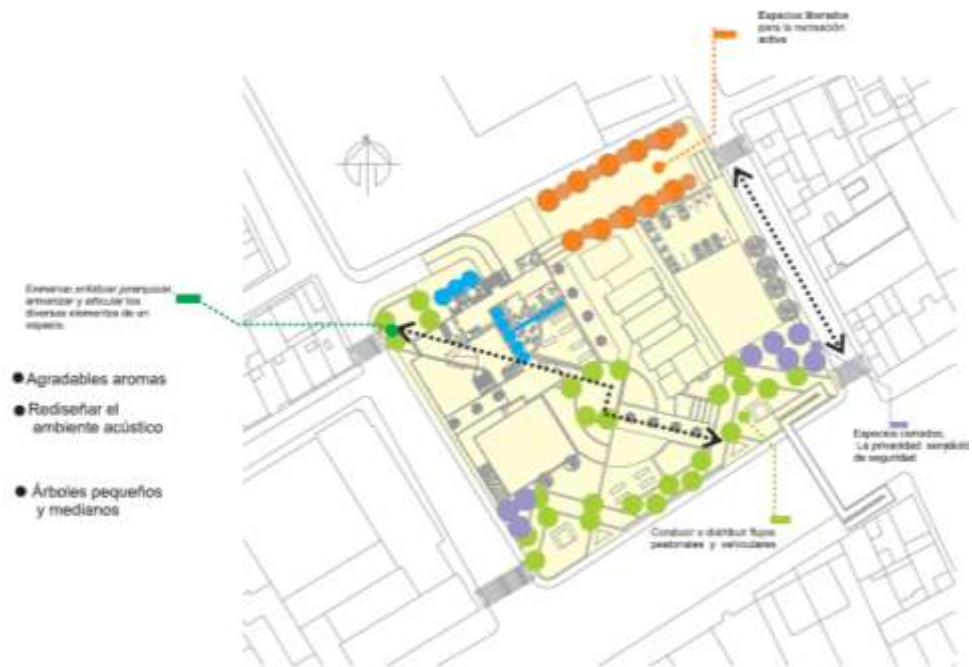 Espacios liberados
para la recreación
activa
Enmarcar, enfatizar, jerarquizar,
armonizar y articular los
diversos elementos de un
espacio.
Agradables aromas
Rediseñar el
ambiente acústico
Árboles pequeños
y medianos
Espacios cerrados,
La privacidad
de seguridad
Conducir o distribuir flujos
peatonales y vehiculares